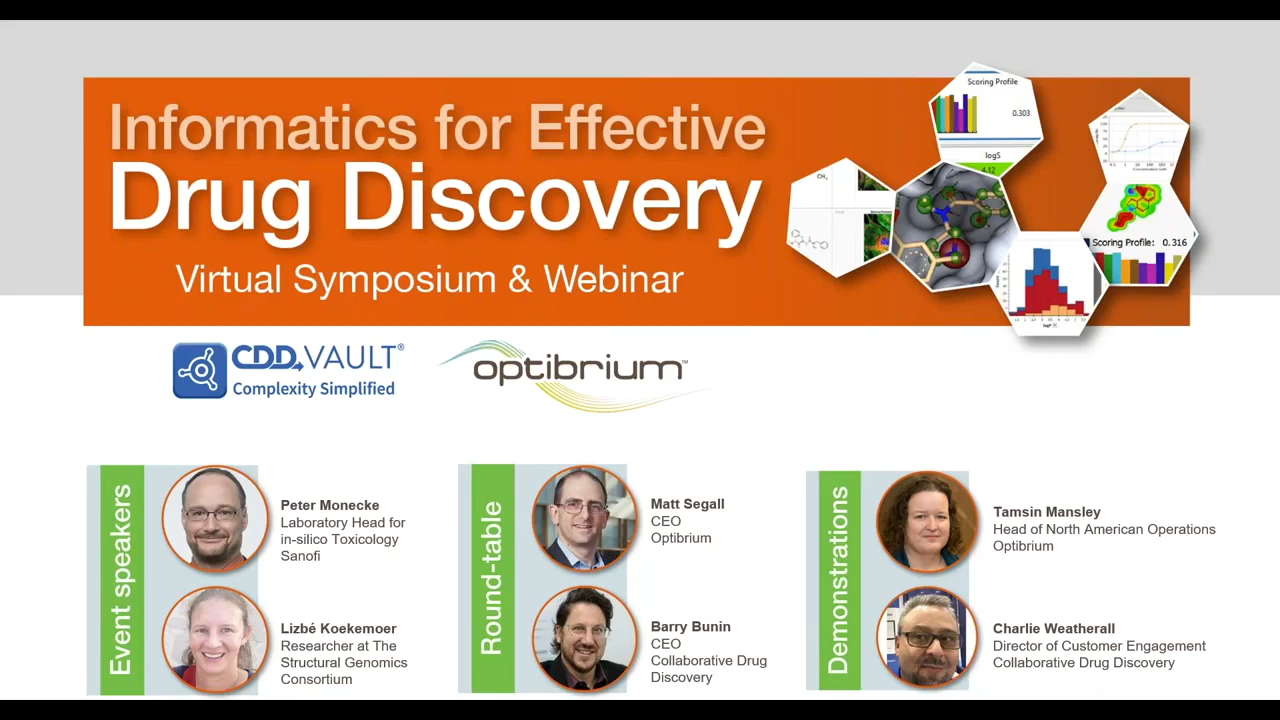 Informatics for Effective
Drug Discovery
Virtual Symposium & Webinar
Scoring Profile
0.303
logS
4.12
CH₃
Scoring Profile: 0.316
CDD VAULT®
Complexity Simplified
optibrium™
Event speakers
Peter Monecke
Laboratory Head for
in-silico Toxicology
Sanofi
Lizbé Koekemoer
Researcher at The
Structural Genomics
Consortium
Round-table
Matt Segall
CEO
Optibrium
Barry Bunin
CEO
Collaborative Drug
Discovery
Demonstrations
Tamsin Mansley
Head of North American Operations
Optibrium
Charlie Weatherall
Director of Customer Engagement
Collaborative Drug Discovery